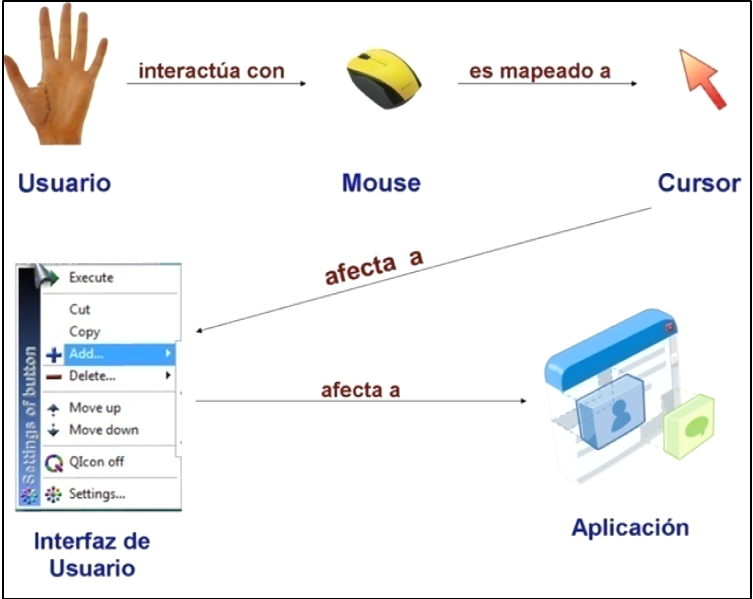 interactúa con
es mapeado a
Usuario
Mouse
Cursor
afecta a
Settings of button
Execute
Cut
Copy
Add...
Delete...
Move up
Move down
QIcon off
Settings...
afecta a
Interfaz de
Usuario
Aplicación